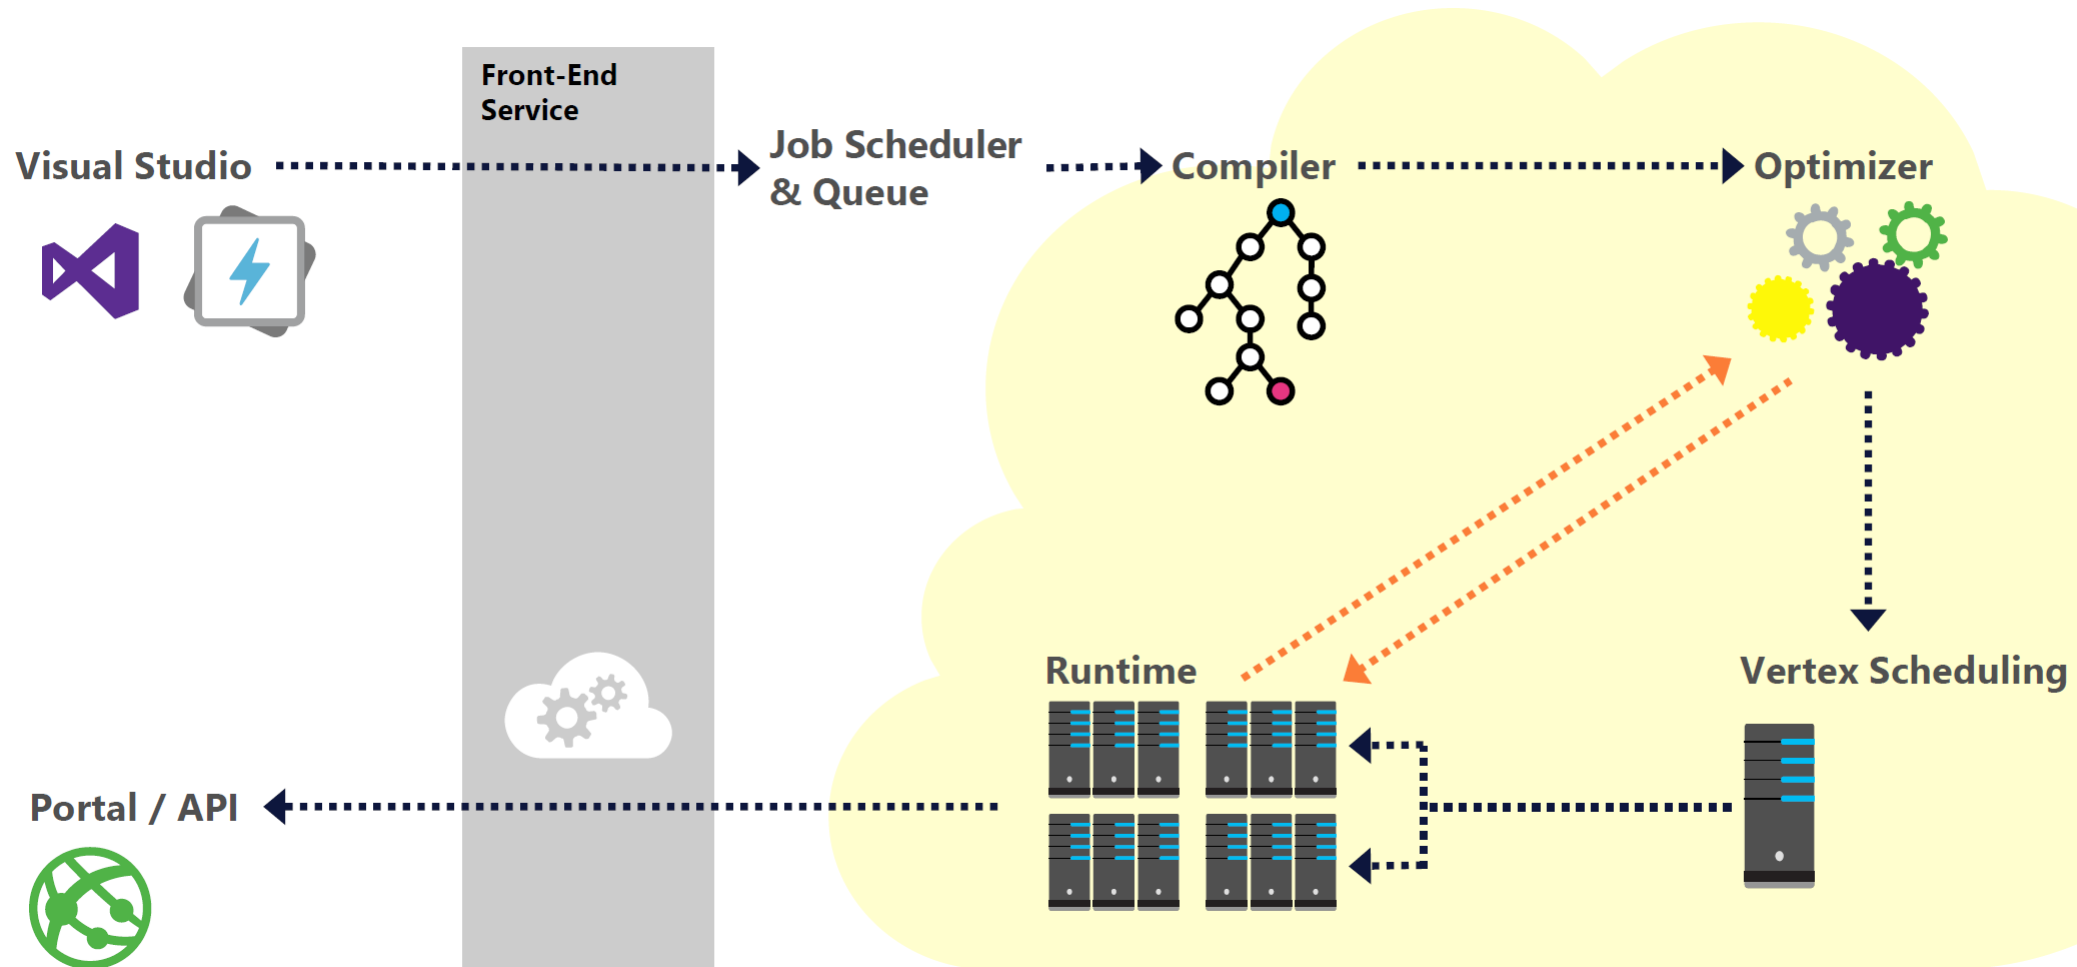 Front-End
Service
Visual Studio
Job Scheduler
& Queue
Compiler
Optimizer
Runtime
Vertex Scheduling
Portal / API